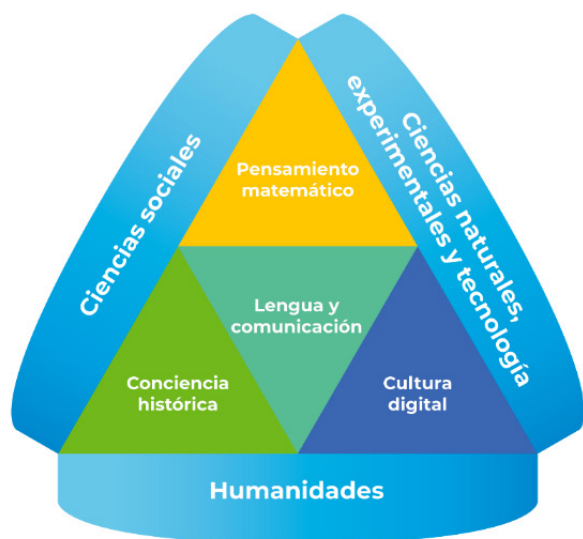 Ciencias sociales
Ciencias naturales,
experimentales y tecnología
Pensamiento
matemático
Lengua y
comunicación
Conciencia
histórica
Cultura
digital
Humanidades